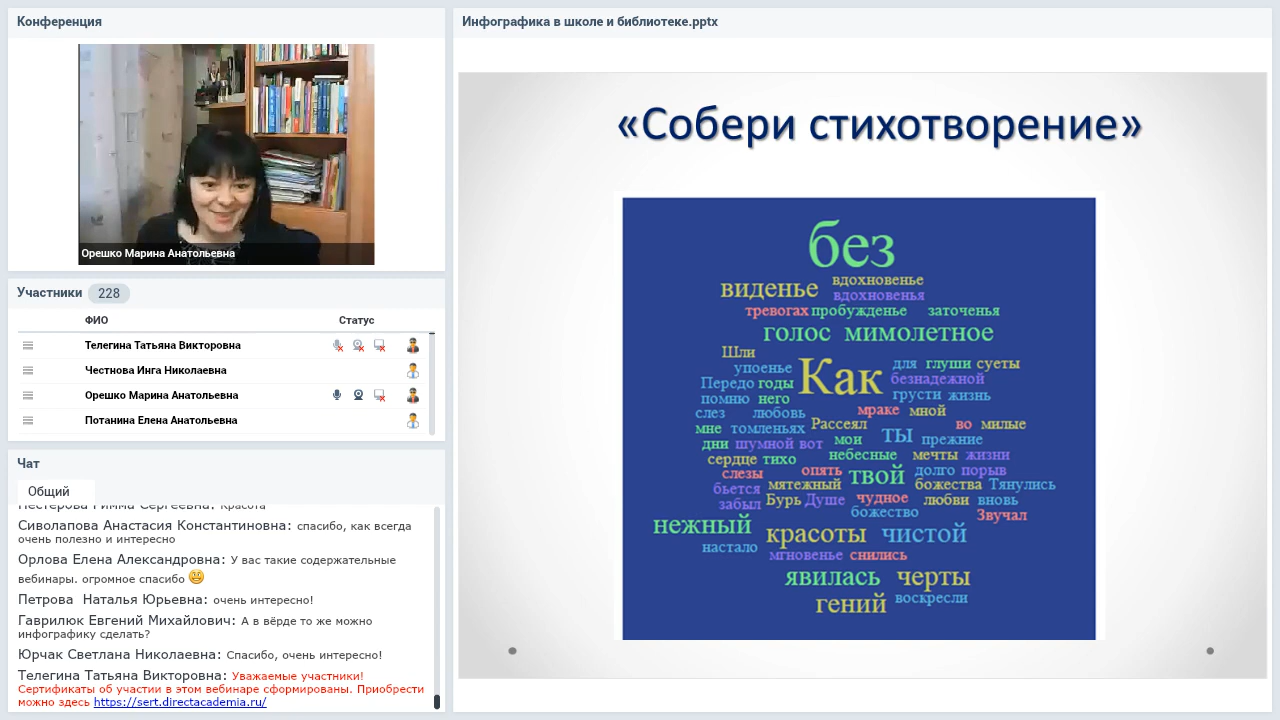 Конференция
Орешко Марина Анатольевна
Участники 228
ФИО Статус
Телегина Татьяна Викторовна
Честнова Инга Николаевна
Орешко Марина Анатольевна
Потанина Елена Анатольевна
Чат
Общий
Нестерова Римма Сергеевна: Красота
Сиволапова Анастасия Константиновна: спасибо, как всегда
очень полезно и интересно
Орлова Елена Александровна: У вас такие содержательные
вебинары. огромное спасибо
Петрова Наталья Юрьевна: очень интересно!
Гаврилюк Евгений Михайлович: А в вёрде то же можно
инфографику сделать?
Юрчак Светлана Николаевна: Спасибо, очень интересно!
Телегина Татьяна Викторовна: Уважаемые участники!
Сертификаты об участии в этом вебинаре сформированы. Приобрести
можно здесь https://sert.directacademia.ru/
Инфографика в школе и библиотеке.pptx
«Собери стихотворение»
без
виденье вдохновенье
вдохновенья
тревогах пробужденье заточенья
голос мимолетное
Шли
Как для глуши суеты
упоенье
безнадежной
Передо годы
грусти жизнь
помню него
слез любовь мраке мной
мне томленьях Рассеял во милые
дни шумной вот мои ты прежние
сердце тихо небесные мечты жизни
слезы опять твой долго порыв
бьется мятежный божества Тянулись
забыл Бурь Душе чудное любви вновь
божество Звучал
нежный красоты чистой
настало мгновенье снились
явилась черты
гений воскресли